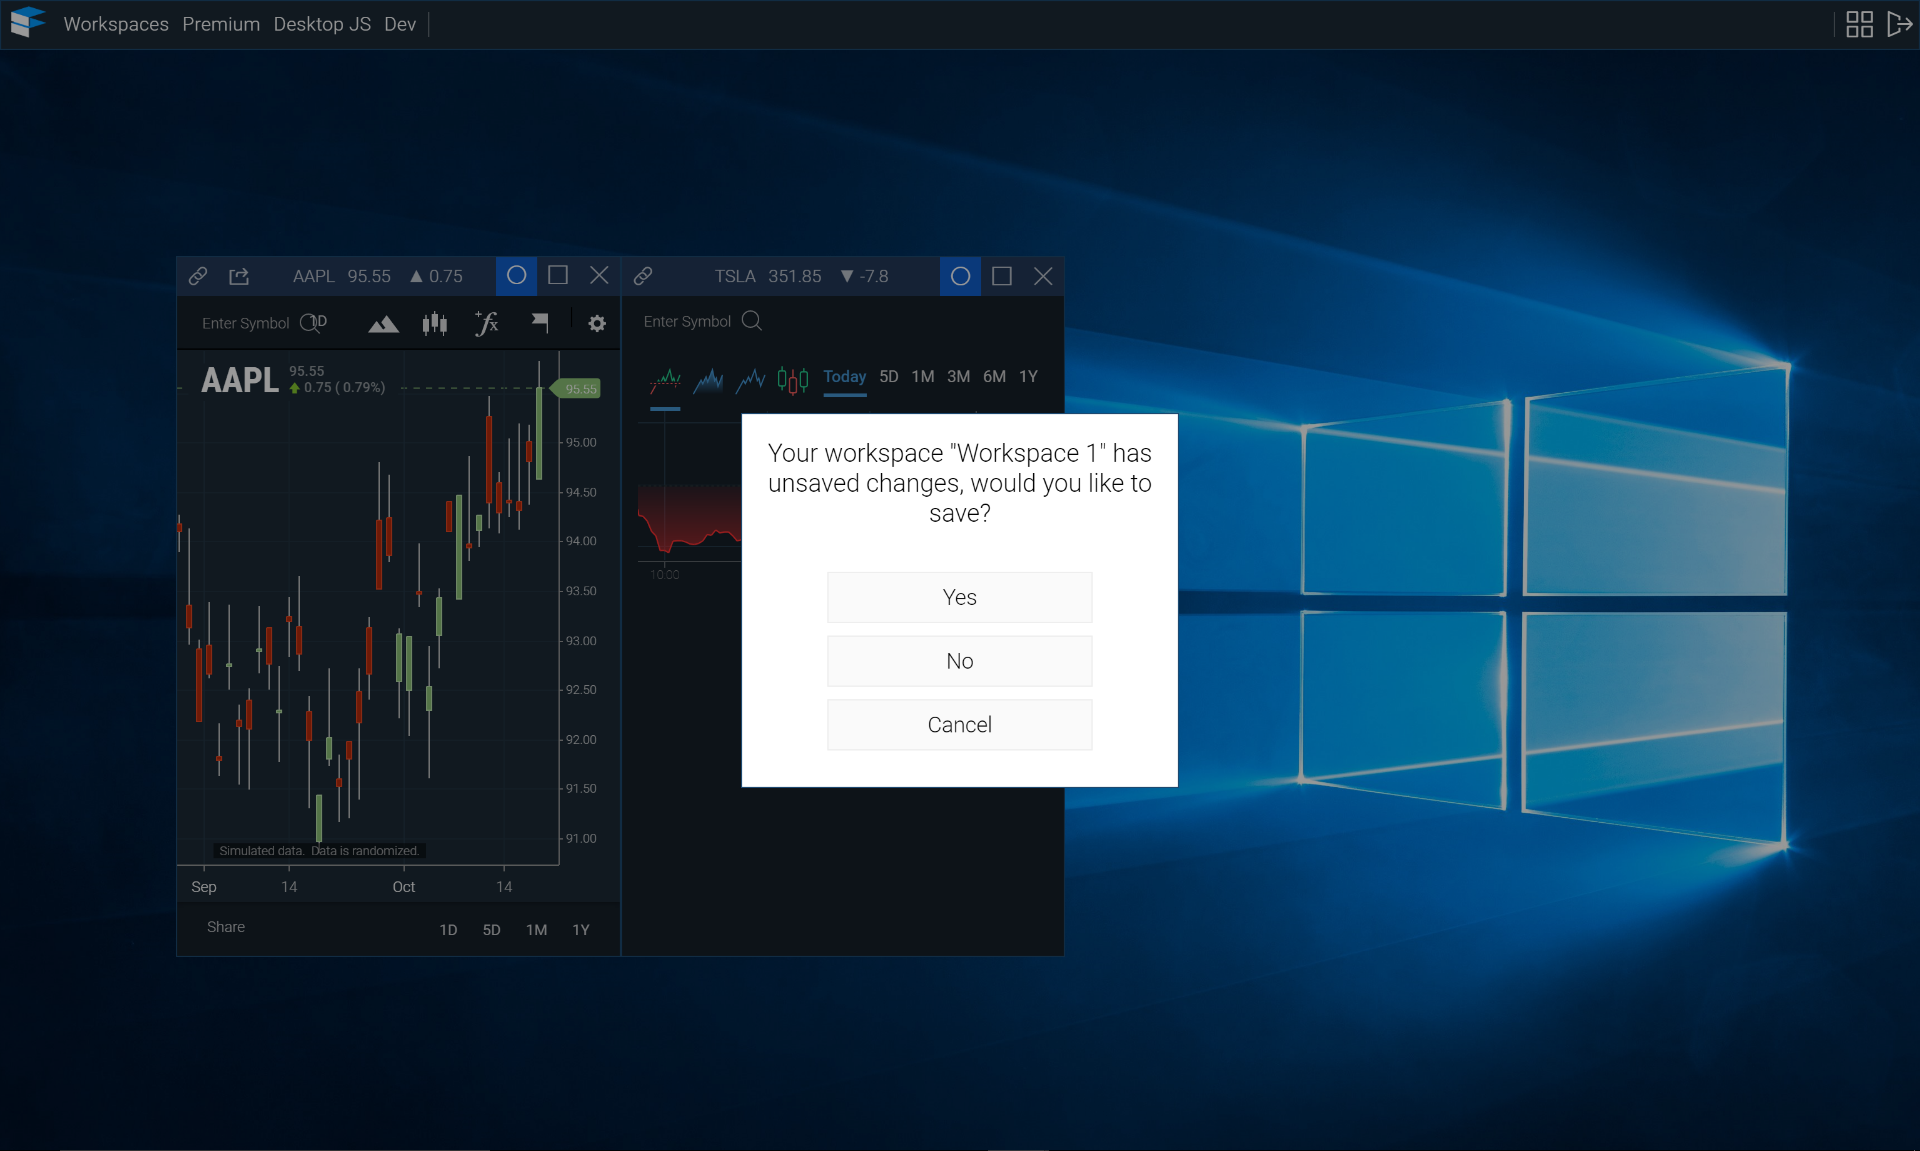 Workspaces Premium Desktop JS Dev
AAPL 95.55 ▲ 0.75
TSLA 351.85 ▼ -7.8
Enter Symbol 1D
Enter Symbol
Today 5D 1M 3M 6M 1Y
AAPL
95.55
0.75 ( 0.79%)
95.55
95.00
94.50
94.00
93.50
93.00
92.50
92.00
91.50
91.00
Simulated data. Data is randomized.
Sep 14 Oct 14
Share
1D 5D 1M 1Y
10:00
Your workspace "Workspace 1" has
unsaved changes, would you like to
save?
Yes
No
Cancel